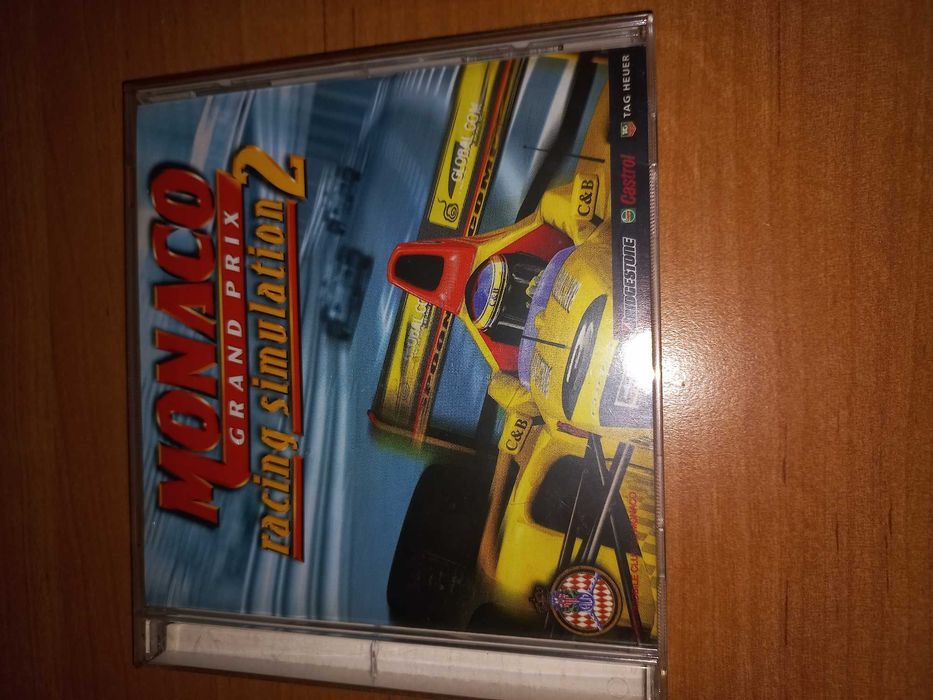 MONACO
GRAND PRIX
racing simulation 2
GLOBAL.COM
C&B
C&B
C&B
BRIDGESTONE
Castrol
TAG HEUER